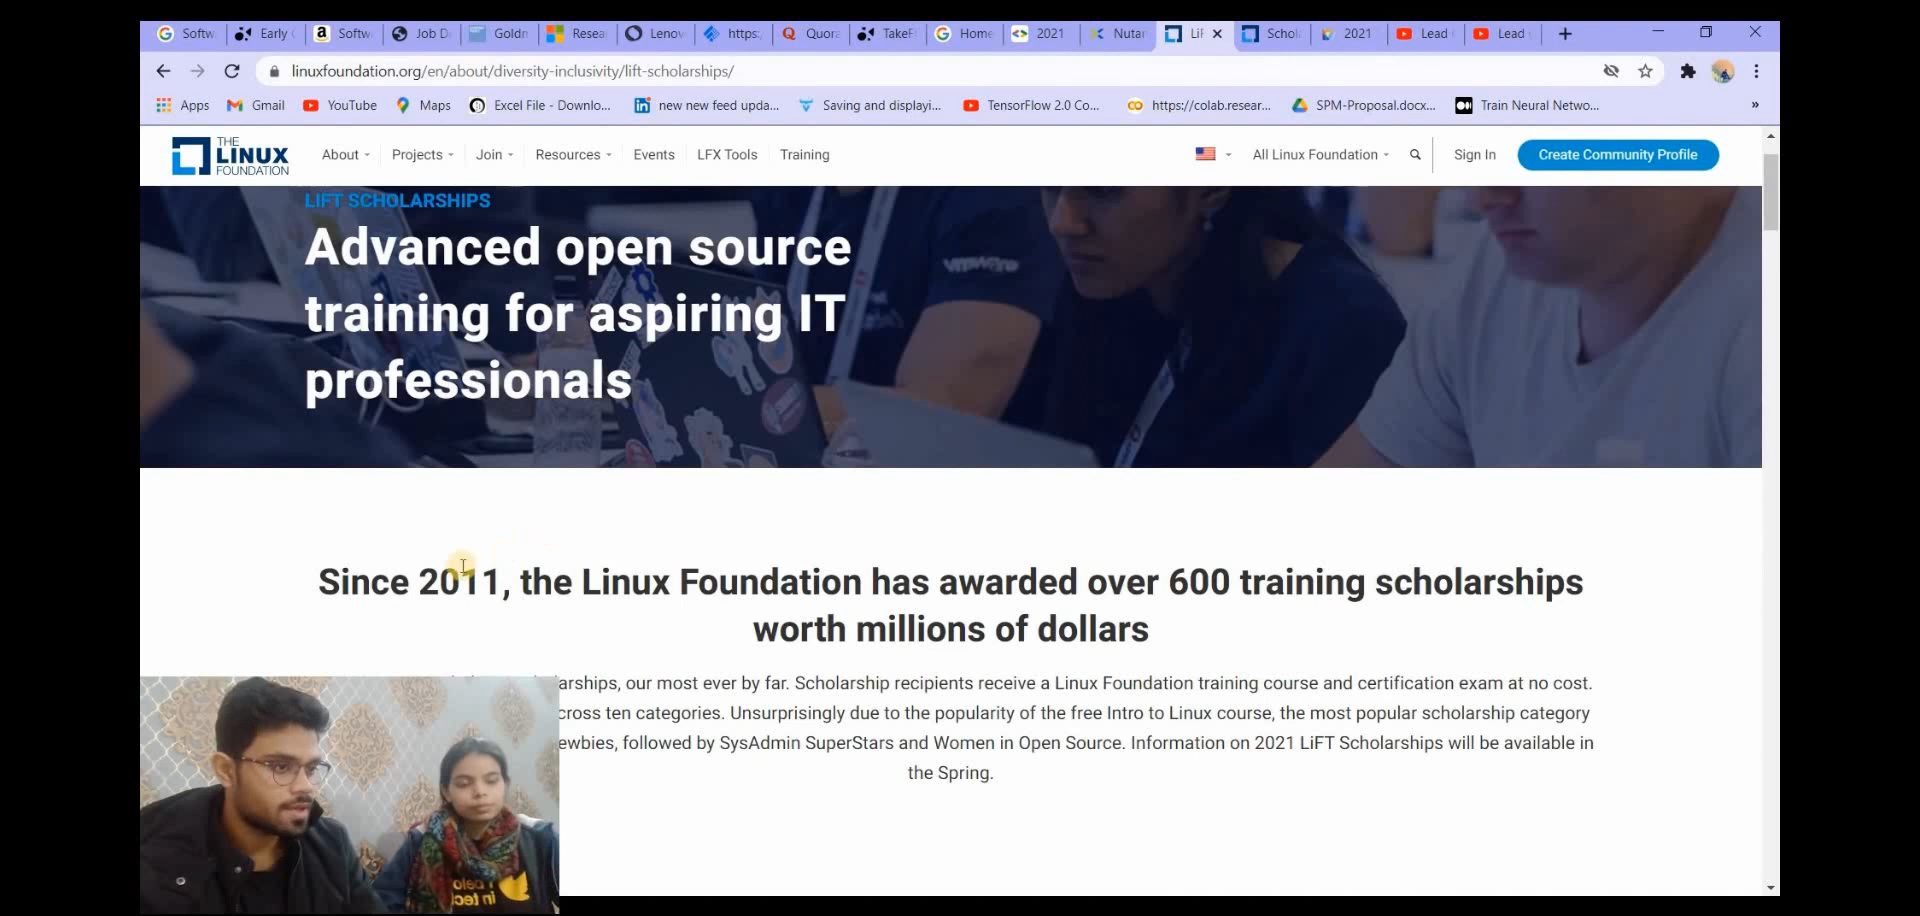 Softw Early a Softw Job D Goldn Resea Lenov https: Quora TakeF Home 2021 Nutar LiF Schol 2021 Lead Lead
linuxfoundation.org/en/about/diversity-inclusivity/lift-scholarships/
Apps Gmail YouTube Maps Excel File - Downlo... new new feed upda... Saving and displayi... TensorFlow 2.0 Co... https://colab.resear... SPM-Proposal.docx... Train Neural Netwo... »
THE
LINUX
FOUNDATION
About Projects Join Resources Events LFX Tools Training All Linux Foundation Sign In Create Community Profile
LIFT SCHOLARSHIPS
Advanced open source
training for aspiring IT
professionals
vmware
Since 2011, the Linux Foundation has awarded over 600 training scholarships
worth millions of dollars
arships, our most ever by far. Scholarship recipients receive a Linux Foundation training course and certification exam at no cost.
cross ten categories. Unsurprisingly due to the popularity of the free Intro to Linux course, the most popular scholarship category
ewbies, followed by SysAdmin SuperStars and Women in Open Source. Information on 2021 LiFT Scholarships will be available in
the Spring.